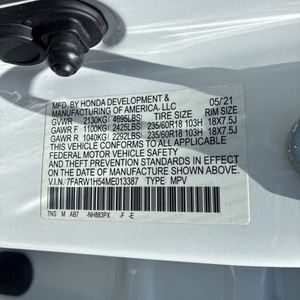 MFD. BY HONDA DEVELOPMENT & 05/21
MANUFACTURING OF AMERICA, LLC
GVWR 2130KG( 4695LBS) TIRE SIZE RIM SIZE
GAWR F 1100KG( 2425LBS) 235/60R18 103H 18X7.5J
GAWR R 1040KG( 2292LBS) 235/60R18 103H 18X7.5J
THIS VEHICLE CONFORMS TO ALL APPLICABLE
FEDERAL MOTOR VEHICLE SAFETY
AND THEFT PREVENTION STANDARDS IN EFFECT
ON THE DATE OF MANUFACTURE SHOWN ABOVE.
V.I.N.:7FARW1H54ME013387 TYPE: MPV
TNS M AB7 -NH883PX -F -E